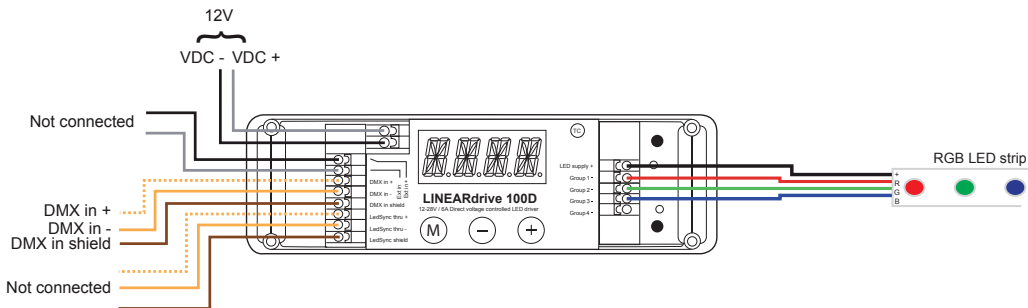 12V
VDC - VDC +
Not connected
DMX in +
DMX in -
DMX in shield
Not connected
Ext in
Ext in +
DMX in +
DMX in -
DMX in shield
LedSync thru +
LedSync thru -
LedSync shield
LINEARdrive 100D
12-28V / 6A Direct voltage controlled LED driver
M
−
+
TC
LED supply +
Group 1 -
Group 2 -
Group 3 -
Group 4 -
RGB LED strip
+
R
G
B